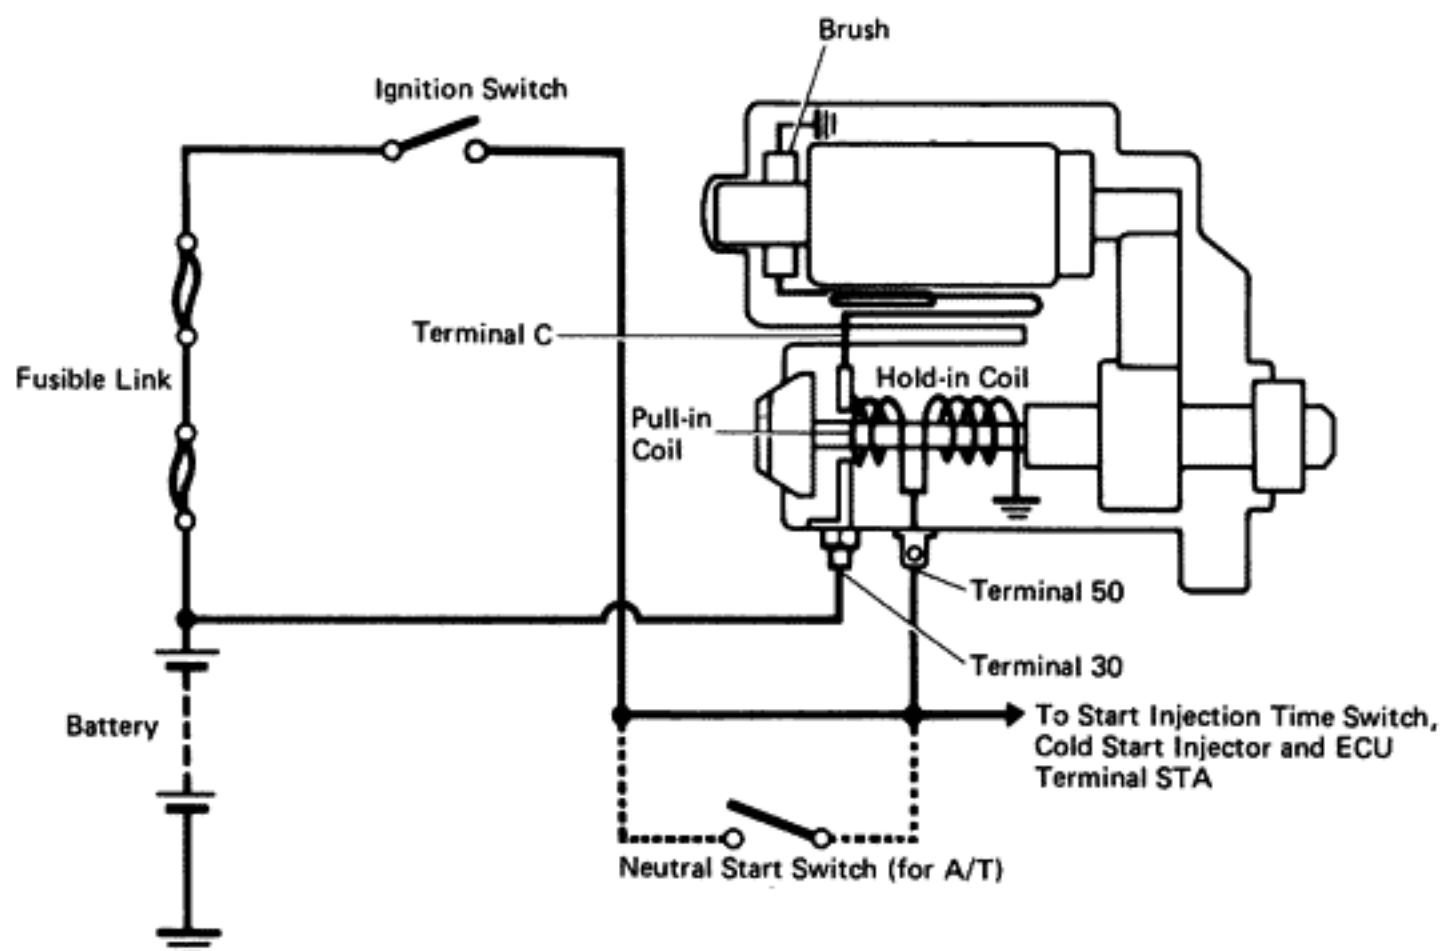 Brush
Ignition Switch
Terminal C
Fusible Link
Hold-in Coil
Pull-in
Coil
Terminal 50
Terminal 30
Battery
To Start Injection Time Switch,
Cold Start Injector and ECU
Terminal STA
Neutral Start Switch (for A/T)